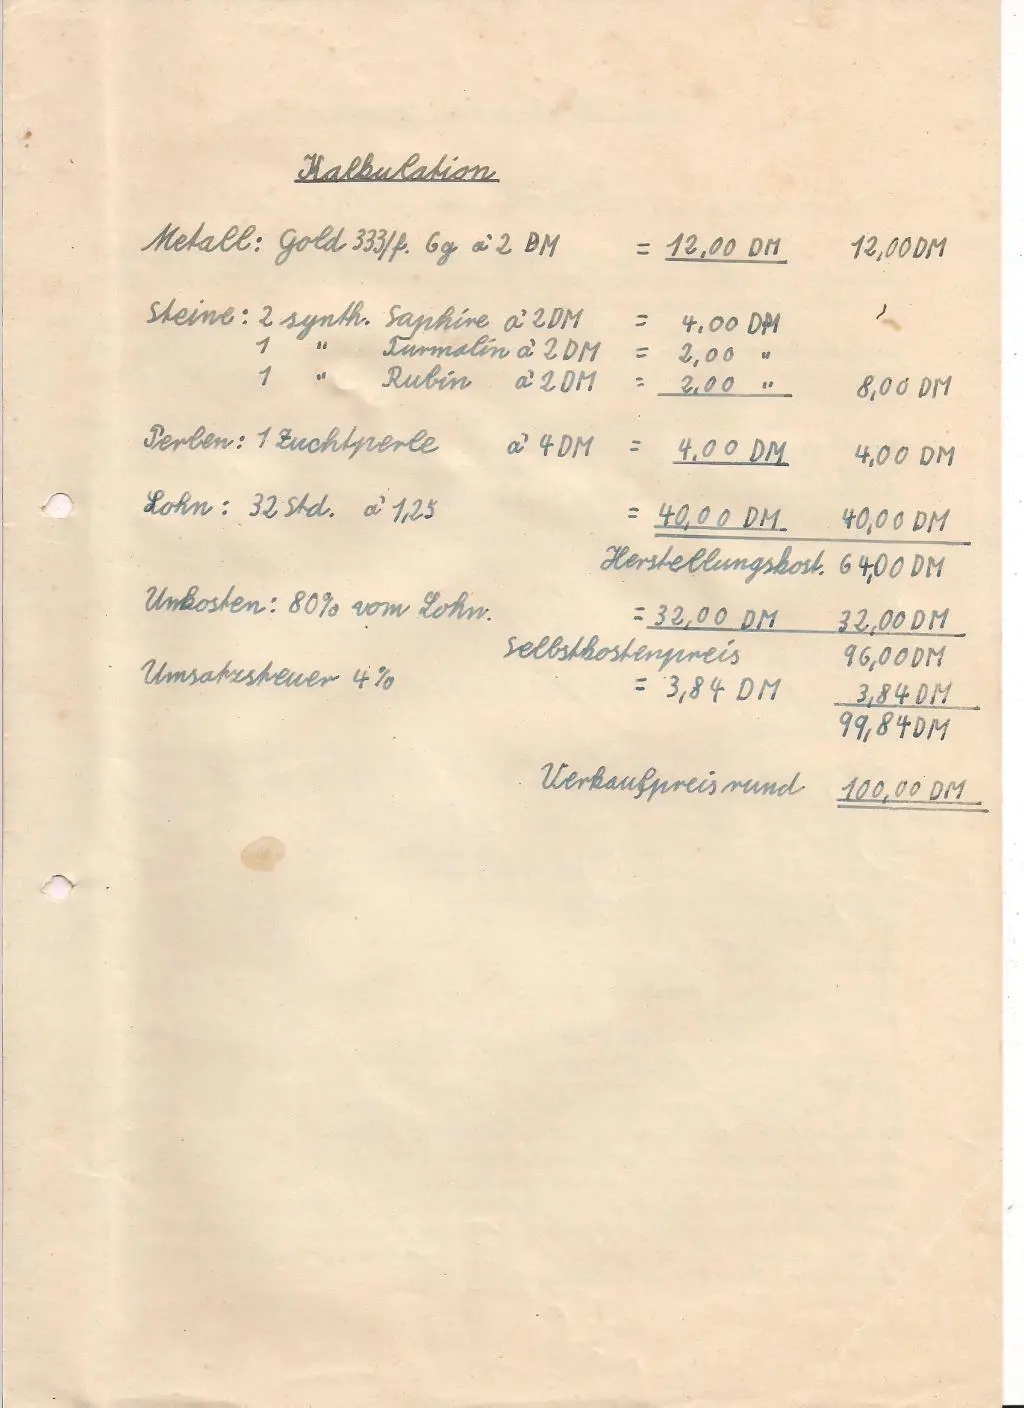 Kalkulation
Metall: Gold 333/f. 6g à 2 DM = 12,00 DM 12,00 DM
Steine: 2 synth. Saphire à 2 DM = 4.00 DM
1 " Turmalin à 2 DM = 2,00 "
1 " Rubin à 2 DM = 2.00 " 8,00 DM
Perlen: 1 Zuchtperle à 4 DM = 4,00 DM 4,00 DM
Lohn: 32 Std. à 1,25 = 40,00 DM 40,00 DM
Herstellungskost. 64,00 DM
Unkosten: 80% vom Lohn. = 32,00 DM 32,00 DM
Selbstkostenpreis 96,00 DM
Umsatzsteuer 4% = 3,84 DM 3,84 DM
99,84 DM
Verkaufpreis rund 100,00 DM